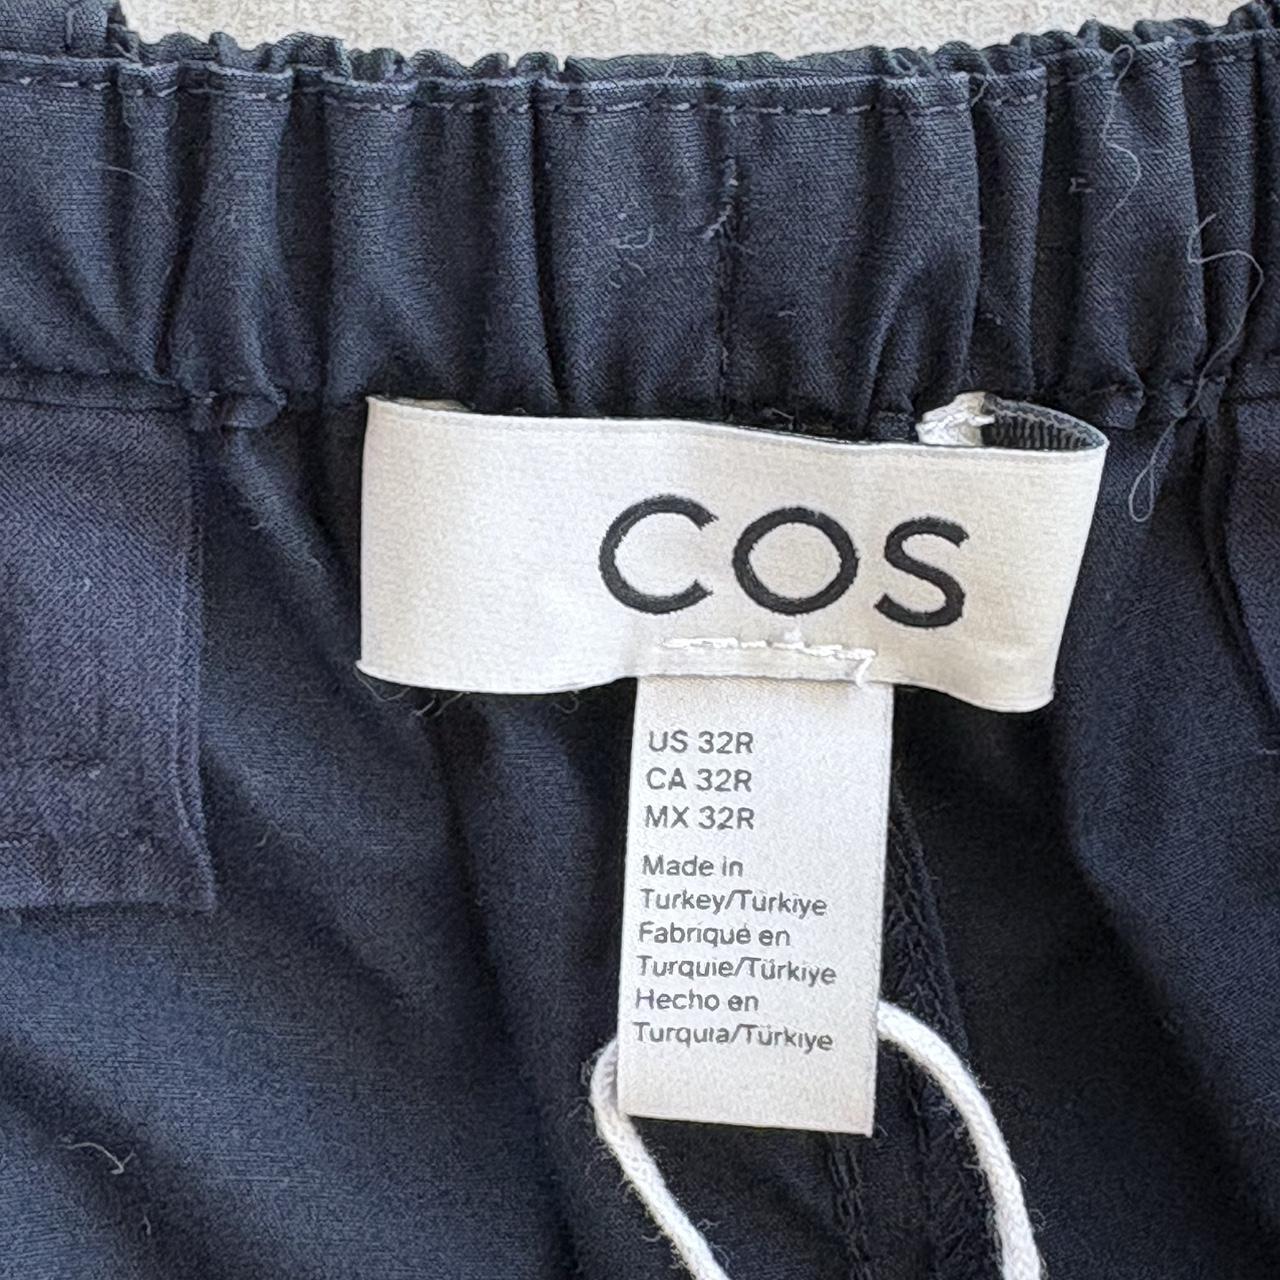 COS
US 32R
CA 32R
MX 32R
Made in
Turkey/Türkiye
Fabriqué en
Turquie/Türkiye
Hecho en
Turquía/Türkiye